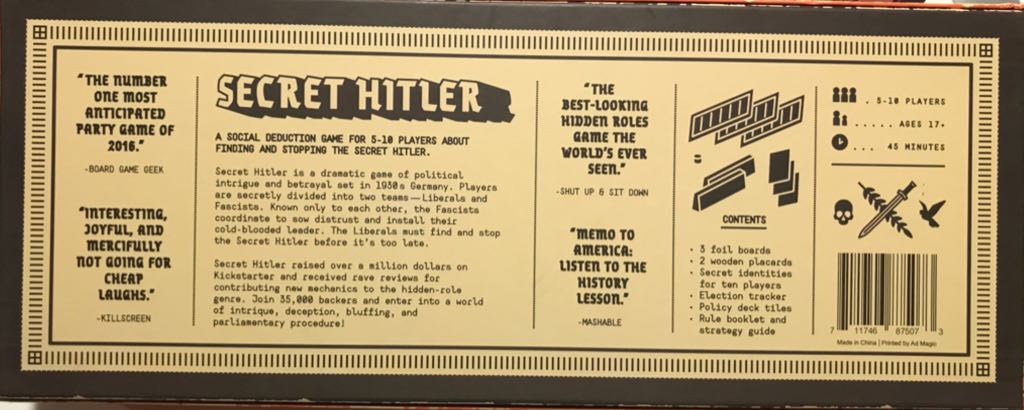 "THE NUMBER
ONE MOST
ANTICIPATED
PARTY GAME OF
2016."
-BOARD GAME GEEK
"INTERESTING,
JOYFUL, AND
MERCIFULLY
NOT GOING FOR
CHEAP
LAUGHS."
-KILLSCREEN
SECRET HITLER
A SOCIAL DEDUCTION GAME FOR 5-10 PLAYERS ABOUT
FINDING AND STOPPING THE SECRET HITLER.
Secret Hitler is a dramatic game of political
intrigue and betrayal set in 1930s Germany. Players
are secretly divided into two teams—Liberals and
Fascists. Known only to each other, the Fascists
coordinate to sow distrust and install their
cold-blooded leader. The Liberals must find and stop
the Secret Hitler before it's too late.
Secret Hitler raised over a million dollars on
Kickstarter and received rave reviews for
contributing new mechanics to the hidden-role
genre. Join 35,000 backers and enter into a world
of intrigue, deception, bluffing, and
parliamentary procedure!
"THE
BEST-LOOKING
HIDDEN ROLES
GAME THE
WORLD'S EVER
SEEN."
-SHUT UP & SIT DOWN
"MEMO TO
AMERICA:
LISTEN TO THE
HISTORY
LESSON."
-MASHABLE
CONTENTS
· 3 foil boards
· 2 wooden placards
· Secret identities
for ten players
· Election tracker
· Policy deck tiles
· Rule booklet and
strategy guide
. 5-10 PLAYERS
..... AGES 17+
... 45 MINUTES
7 11746 87507 3
Made in China | Printed by Ad Magic